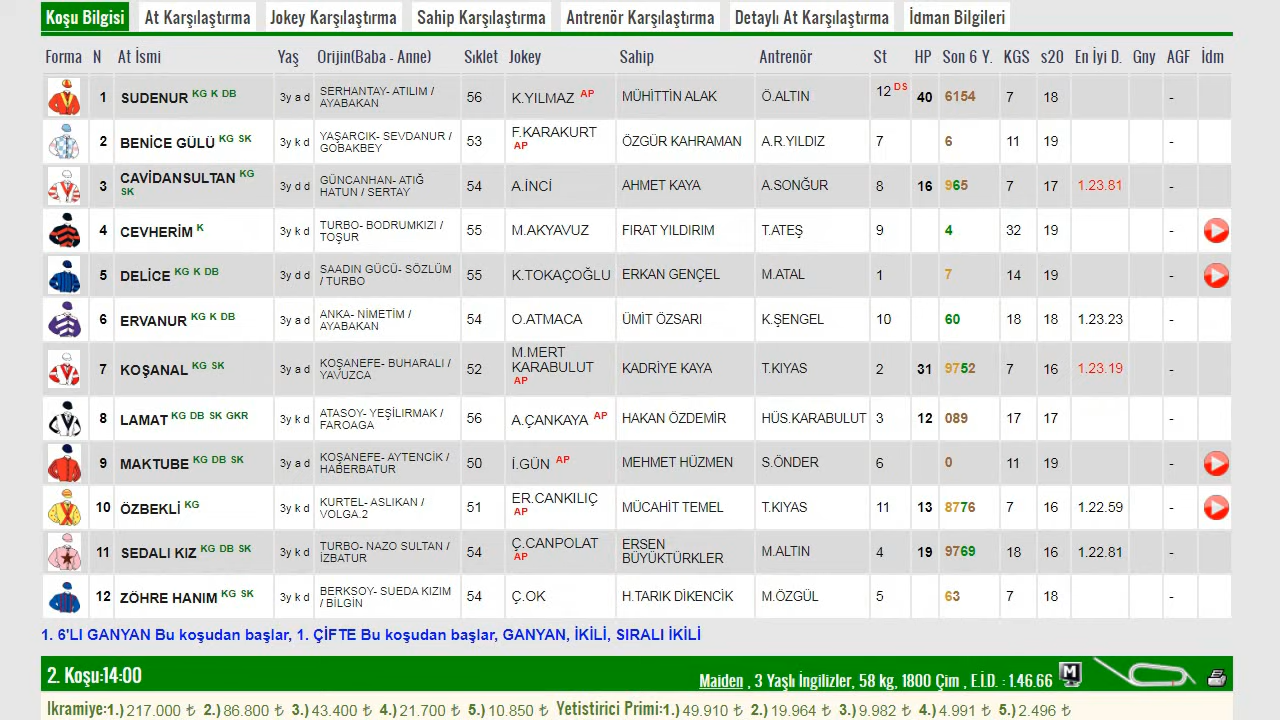 Koşu Bilgisi At Karşılaştırma Jokey Karşılaştırma Sahip Karşılaştırma Antrenör Karşılaştırma Detaylı At Karşılaştırma İdman Bilgileri
Forma N At İsmi Yaş Orijin(Baba - Anne) Sıklet Jokey Sahip Antrenör St HP Son 6 Y. KGS s20 En İyi D. Gny AGF İdm
1 SUDENUR KG K DB 3y a d SERHANTAY- ATILIM / AYABAKAN 56 K.YILMAZ AP MÜHİTTİN ALAK Ö.ALTIN 12 DS 40 6154 7 18 -
2 BENİCE GÜLÜ KG SK 3y k d YAŞARCIK- SEVDANUR / GOBAKBEY 53 F.KARAKURT AP ÖZGÜR KAHRAMAN A.R.YILDIZ 7 6 11 19 -
3 CAVİDANSULTAN KG SK 3y d d GÜNCANHAN- ATIĞ HATUN / SERTAY 54 A.İNCİ AHMET KAYA A.SONĞUR 8 16 965 7 17 1.23.81 -
4 CEVHERİM K 3y k d TURBO- BODRUMKIZI / TOŞUR 55 M.AKYAVUZ FIRAT YILDIRIM T.ATEŞ 9 4 32 19 -
5 DELİCE KG K DB 3y d d SAADIN GÜCÜ- SÖZLÜM / TURBO 55 K.TOKAÇOĞLU ERKAN GENÇEL M.ATAL 1 7 14 19 -
6 ERVANUR KG K DB 3y a d ANKA- NİMETİM / AYABAKAN 54 O.ATMACA ÜMİT ÖZSARI K.ŞENGEL 10 60 18 18 1.23.23 -
7 KOŞANAL KG SK 3y a d KOŞANEFE- BUHARALI / YAVUZCA 52 M.MERT KARABULUT AP KADRİYE KAYA T.KIYAS 2 31 9752 7 16 1.23.19 -
8 LAMAT KG DB SK GKR 3y k d ATASOY- YEŞİLIRMAK / FAROAGA 56 A.ÇANKAYA AP HAKAN ÖZDEMİR HÜS.KARABULUT 3 12 089 17 17 -
9 MAKTUBE KG DB SK 3y a d KOŞANEFE- AYTENCİK / HABERBATUR 50 İ.GÜN AP MEHMET HÜZMEN S.ÖNDER 6 0 11 19 -
10 ÖZBEKLİ KG 3y k d KURTEL- ASLIKAN / VOLGA.2 51 ER.CANKILIÇ AP MÜCAHİT TEMEL T.KIYAS 11 13 8776 7 16 1.22.59 -
11 SEDALI KIZ KG DB SK 3y k d TURBO- NAZO SULTAN / İZBATUR 54 Ç.CANPOLAT AP ERSEN BÜYÜKTÜRKLER M.ALTIN 4 19 9769 18 16 1.22.81 -
12 ZÖHRE HANIM KG SK 3y k d BERKSOY- SUEDA KIZIM / BİLGİN 54 Ç.OK H.TARIK DİKENCİK M.ÖZGÜL 5 63 7 18 -
1. 6'LI GANYAN Bu koşudan başlar, 1. ÇİFTE Bu koşudan başlar, GANYAN, İKİLİ, SIRALI İKİLİ
2. Koşu:14:00 Maiden , 3 Yaşlı İngilizler, 58 kg, 1800 Çim , E.İ.D. : 1.46.66 M
Ikramiye:1.) 217.000 ₺ 2.) 86.800 ₺ 3.) 43.400 ₺ 4.) 21.700 ₺ 5.) 10.850 ₺ Yetistirici Primi:1.) 49.910 ₺ 2.) 19.964 ₺ 3.) 9.982 ₺ 4.) 4.991 ₺ 5.) 2.496 ₺